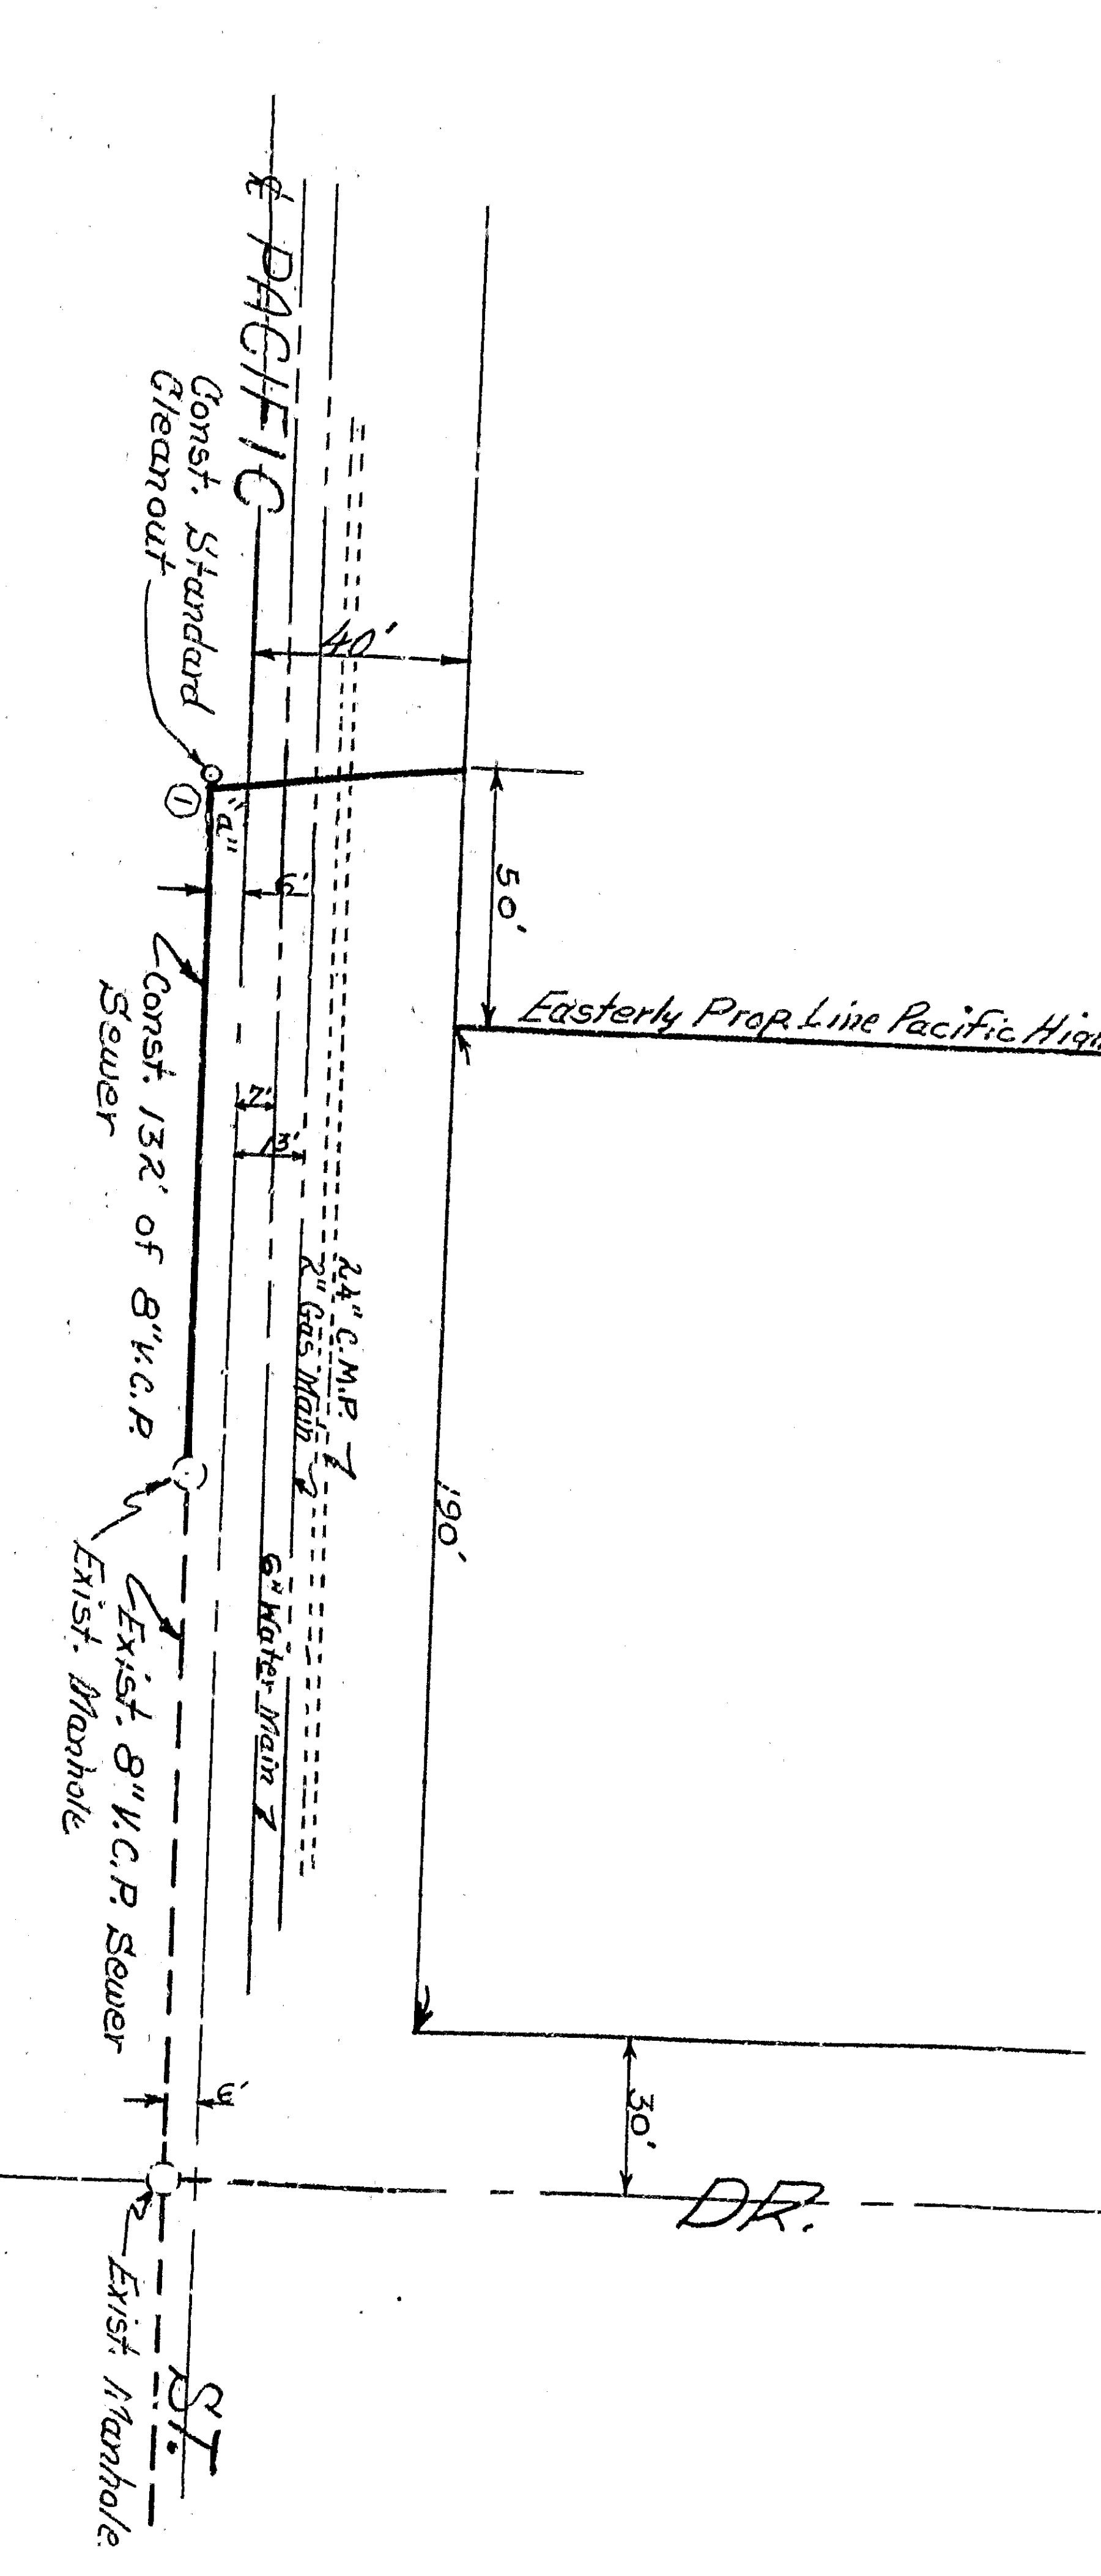 ℄ PACIFIC
Const. Standard
Cleanout
40'
1
"a"
6'
50'
Easterly Prop. Line Pacific High
7'
13'
Const. 132' of 8" V.C.P.
Sewer
24" C.M.P.
2" Gas Main
190'
6" Water Main
Exist. 8" V.C.P. Sewer
Exist. Manhole
30'
DR.
Exist. Manhole
ST.